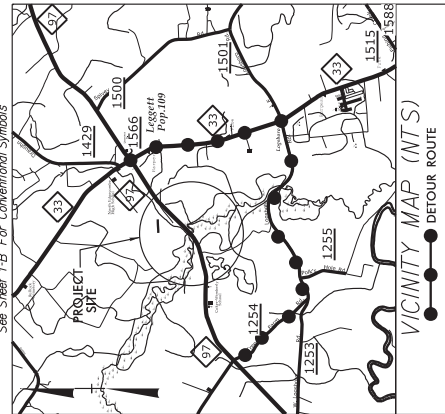 See Sheet 1-B For Conventional Symbols
97
33
1429
1500
1566
Leggett
Pop.109
97
1501
33
1515
1588
33
PROJECT
SITE
97
1254
1255
1253
VICINITY MAP (NTS)
DETOUR ROUTE